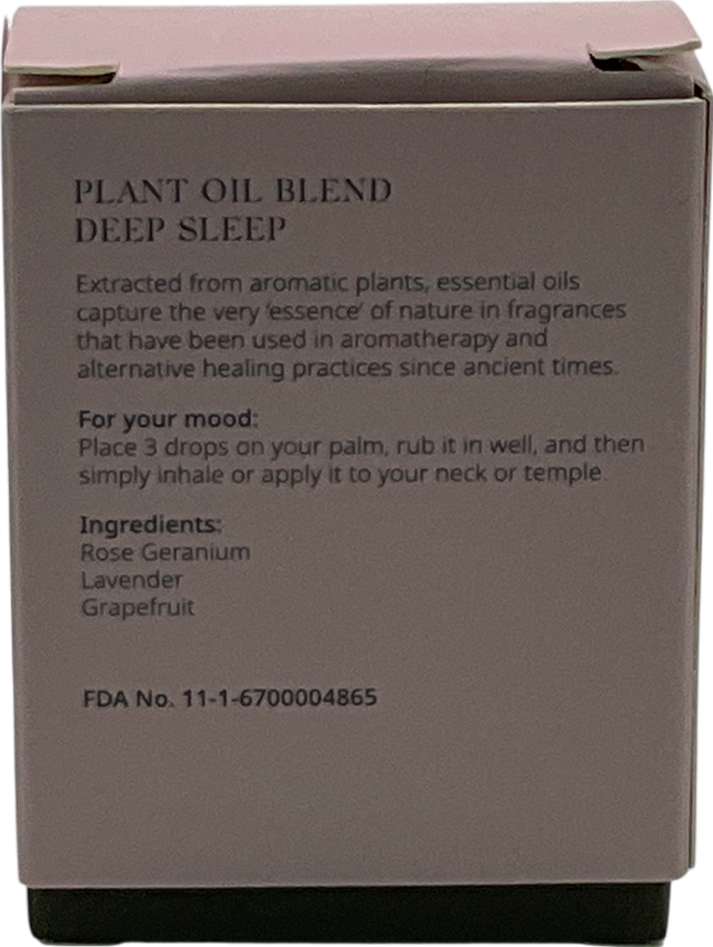 PLANT OIL BLEND
DEEP SLEEP
Extracted from aromatic plants, essential oils
capture the very 'essence' of nature in fragrances
that have been used in aromatherapy and
alternative healing practices since ancient times.
For your mood:
Place 3 drops on your palm, rub it in well, and then
simply inhale or apply it to your neck or temple
Ingredients:
Rose Geranium
Lavender
Grapefruit
FDA No. 11-1-6700004865